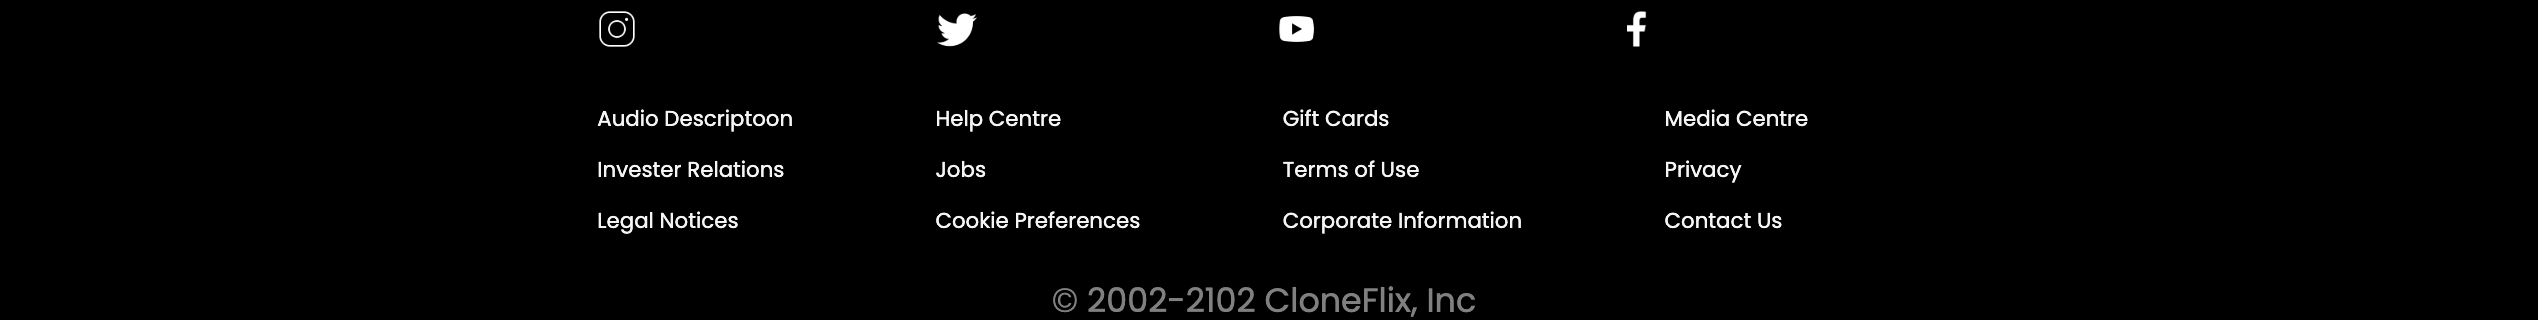 Audio Descriptoon Help Centre Gift Cards Media Centre
Invester Relations Jobs Terms of Use Privacy
Legal Notices Cookie Preferences Corporate Information Contact Us
© 2002-2102 CloneFlix, Inc